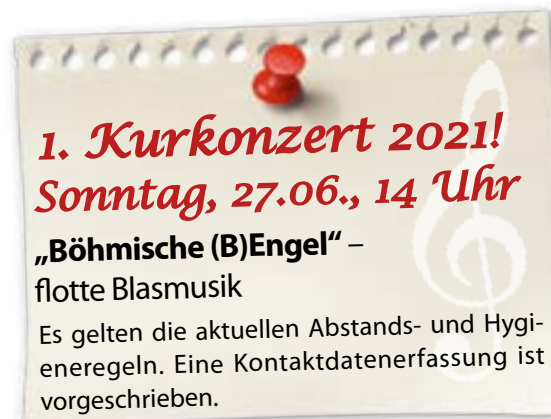 1. Kurkonzert 2021!
Sonntag, 27.06., 14 Uhr
„Böhmische (B)Engel“ –
flotte Blasmusik
Es gelten die aktuellen Abstands- und Hygi-
eneregeln. Eine Kontaktdatenerfassung ist
vorgeschrieben.